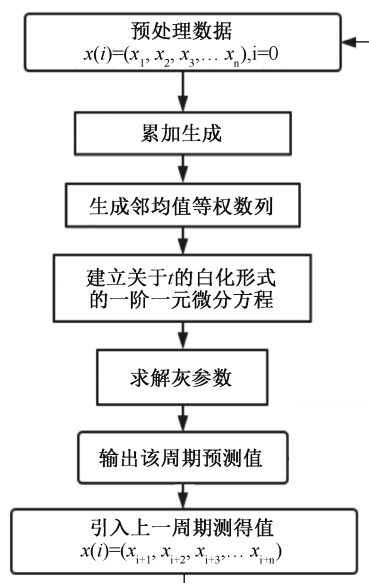 预处理数据
x(i)=(x1, x2, x3,… xn),i=0
累加生成
生成邻均值等权数列
建立关于t的白化形式
的一阶一元微分方程
求解灰参数
输出该周期预测值
引入上一周期测得值
x(i)=(xi+1, xi+2, xi+3,… xi+n)